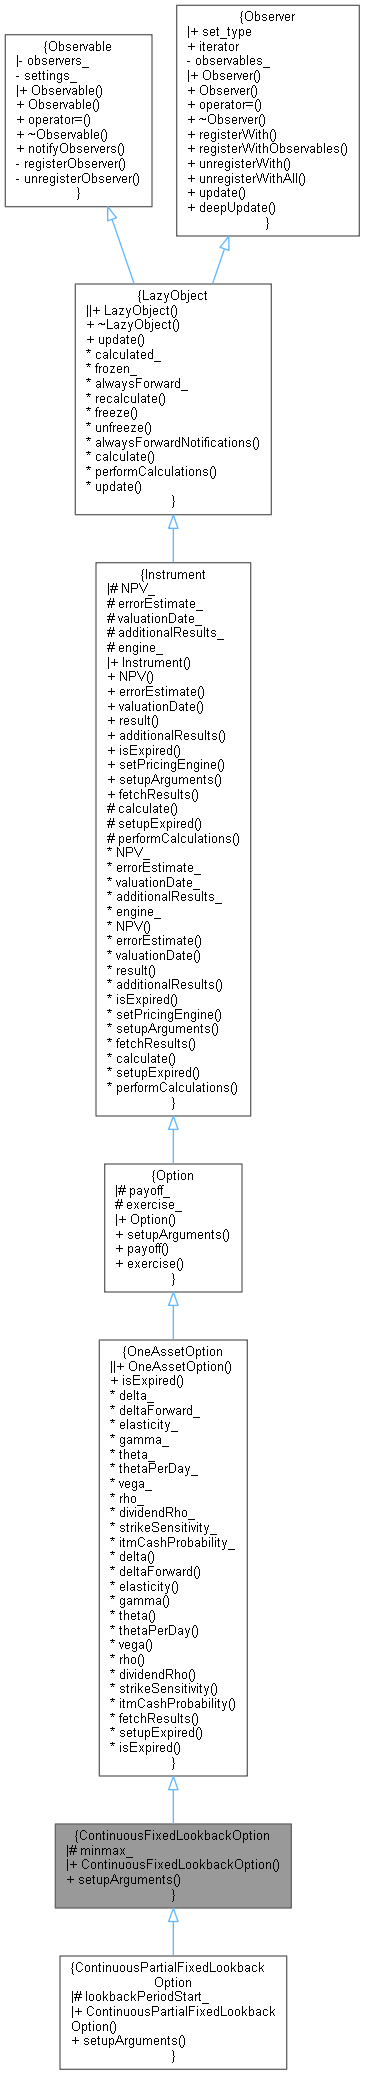 {Observable
|- observers_
- settings_
|+ Observable()
+ Observable()
+ operator=()
+ ~Observable()
+ notifyObservers()
- registerObserver()
- unregisterObserver()
}
{Observer
|+ set_type
+ iterator
- observables_
|+ Observer()
+ Observer()
+ operator=()
+ ~Observer()
+ registerWith()
+ registerWithObservables()
+ unregisterWith()
+ unregisterWithAll()
+ update()
+ deepUpdate()
}
{LazyObject
||+ LazyObject()
+ ~LazyObject()
+ update()
* calculated_
* frozen_
* alwaysForward_
* recalculate()
* freeze()
* unfreeze()
* alwaysForwardNotifications()
* calculate()
* performCalculations()
* update()
}
{Instrument
|# NPV_
# errorEstimate_
# valuationDate_
# additionalResults_
# engine_
|+ Instrument()
+ NPV()
+ errorEstimate()
+ valuationDate()
+ result()
+ additionalResults()
+ isExpired()
+ setPricingEngine()
+ setupArguments()
+ fetchResults()
# calculate()
# setupExpired()
# performCalculations()
* NPV_
* errorEstimate_
* valuationDate_
* additionalResults_
* engine_
* NPV()
* errorEstimate()
* valuationDate()
* result()
* additionalResults()
* isExpired()
* setPricingEngine()
* setupArguments()
* fetchResults()
* calculate()
* setupExpired()
* performCalculations()
}
{Option
|# payoff_
# exercise_
|+ Option()
+ setupArguments()
+ payoff()
+ exercise()
}
{OneAssetOption
||+ OneAssetOption()
+ isExpired()
* delta_
* deltaForward_
* elasticity_
* gamma_
* theta_
* thetaPerDay_
* vega_
* rho_
* dividendRho_
* strikeSensitivity_
* itmCashProbability_
* delta()
* deltaForward()
* elasticity()
* gamma()
* theta()
* thetaPerDay()
* vega()
* rho()
* dividendRho()
* strikeSensitivity()
* itmCashProbability()
* fetchResults()
* setupExpired()
* isExpired()
}
{ContinuousFixedLookbackOption
|# minmax_
|+ ContinuousFixedLookbackOption()
+ setupArguments()
}
{ContinuousPartialFixedLookback
Option
|# lookbackPeriodStart_
|+ ContinuousPartialFixedLookback
Option()
+ setupArguments()
}